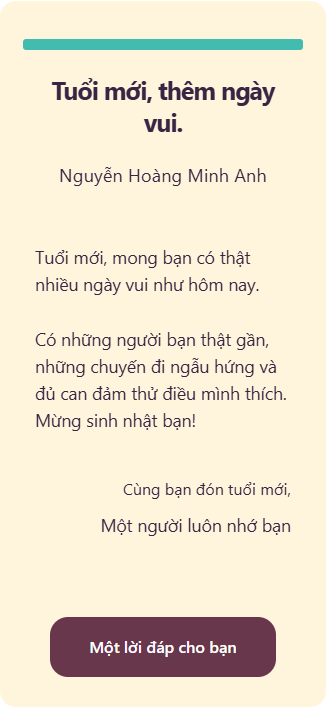 Tuổi mới, thêm ngày
vui.
Nguyễn Hoàng Minh Anh
Tuổi mới, mong bạn có thật
nhiều ngày vui như hôm nay.
Có những người bạn thật gần,
những chuyến đi ngẫu hứng và
đủ can đảm thử điều mình thích.
Mừng sinh nhật bạn!
Cùng bạn đón tuổi mới,
Một người luôn nhớ bạn
Một lời đáp cho bạn